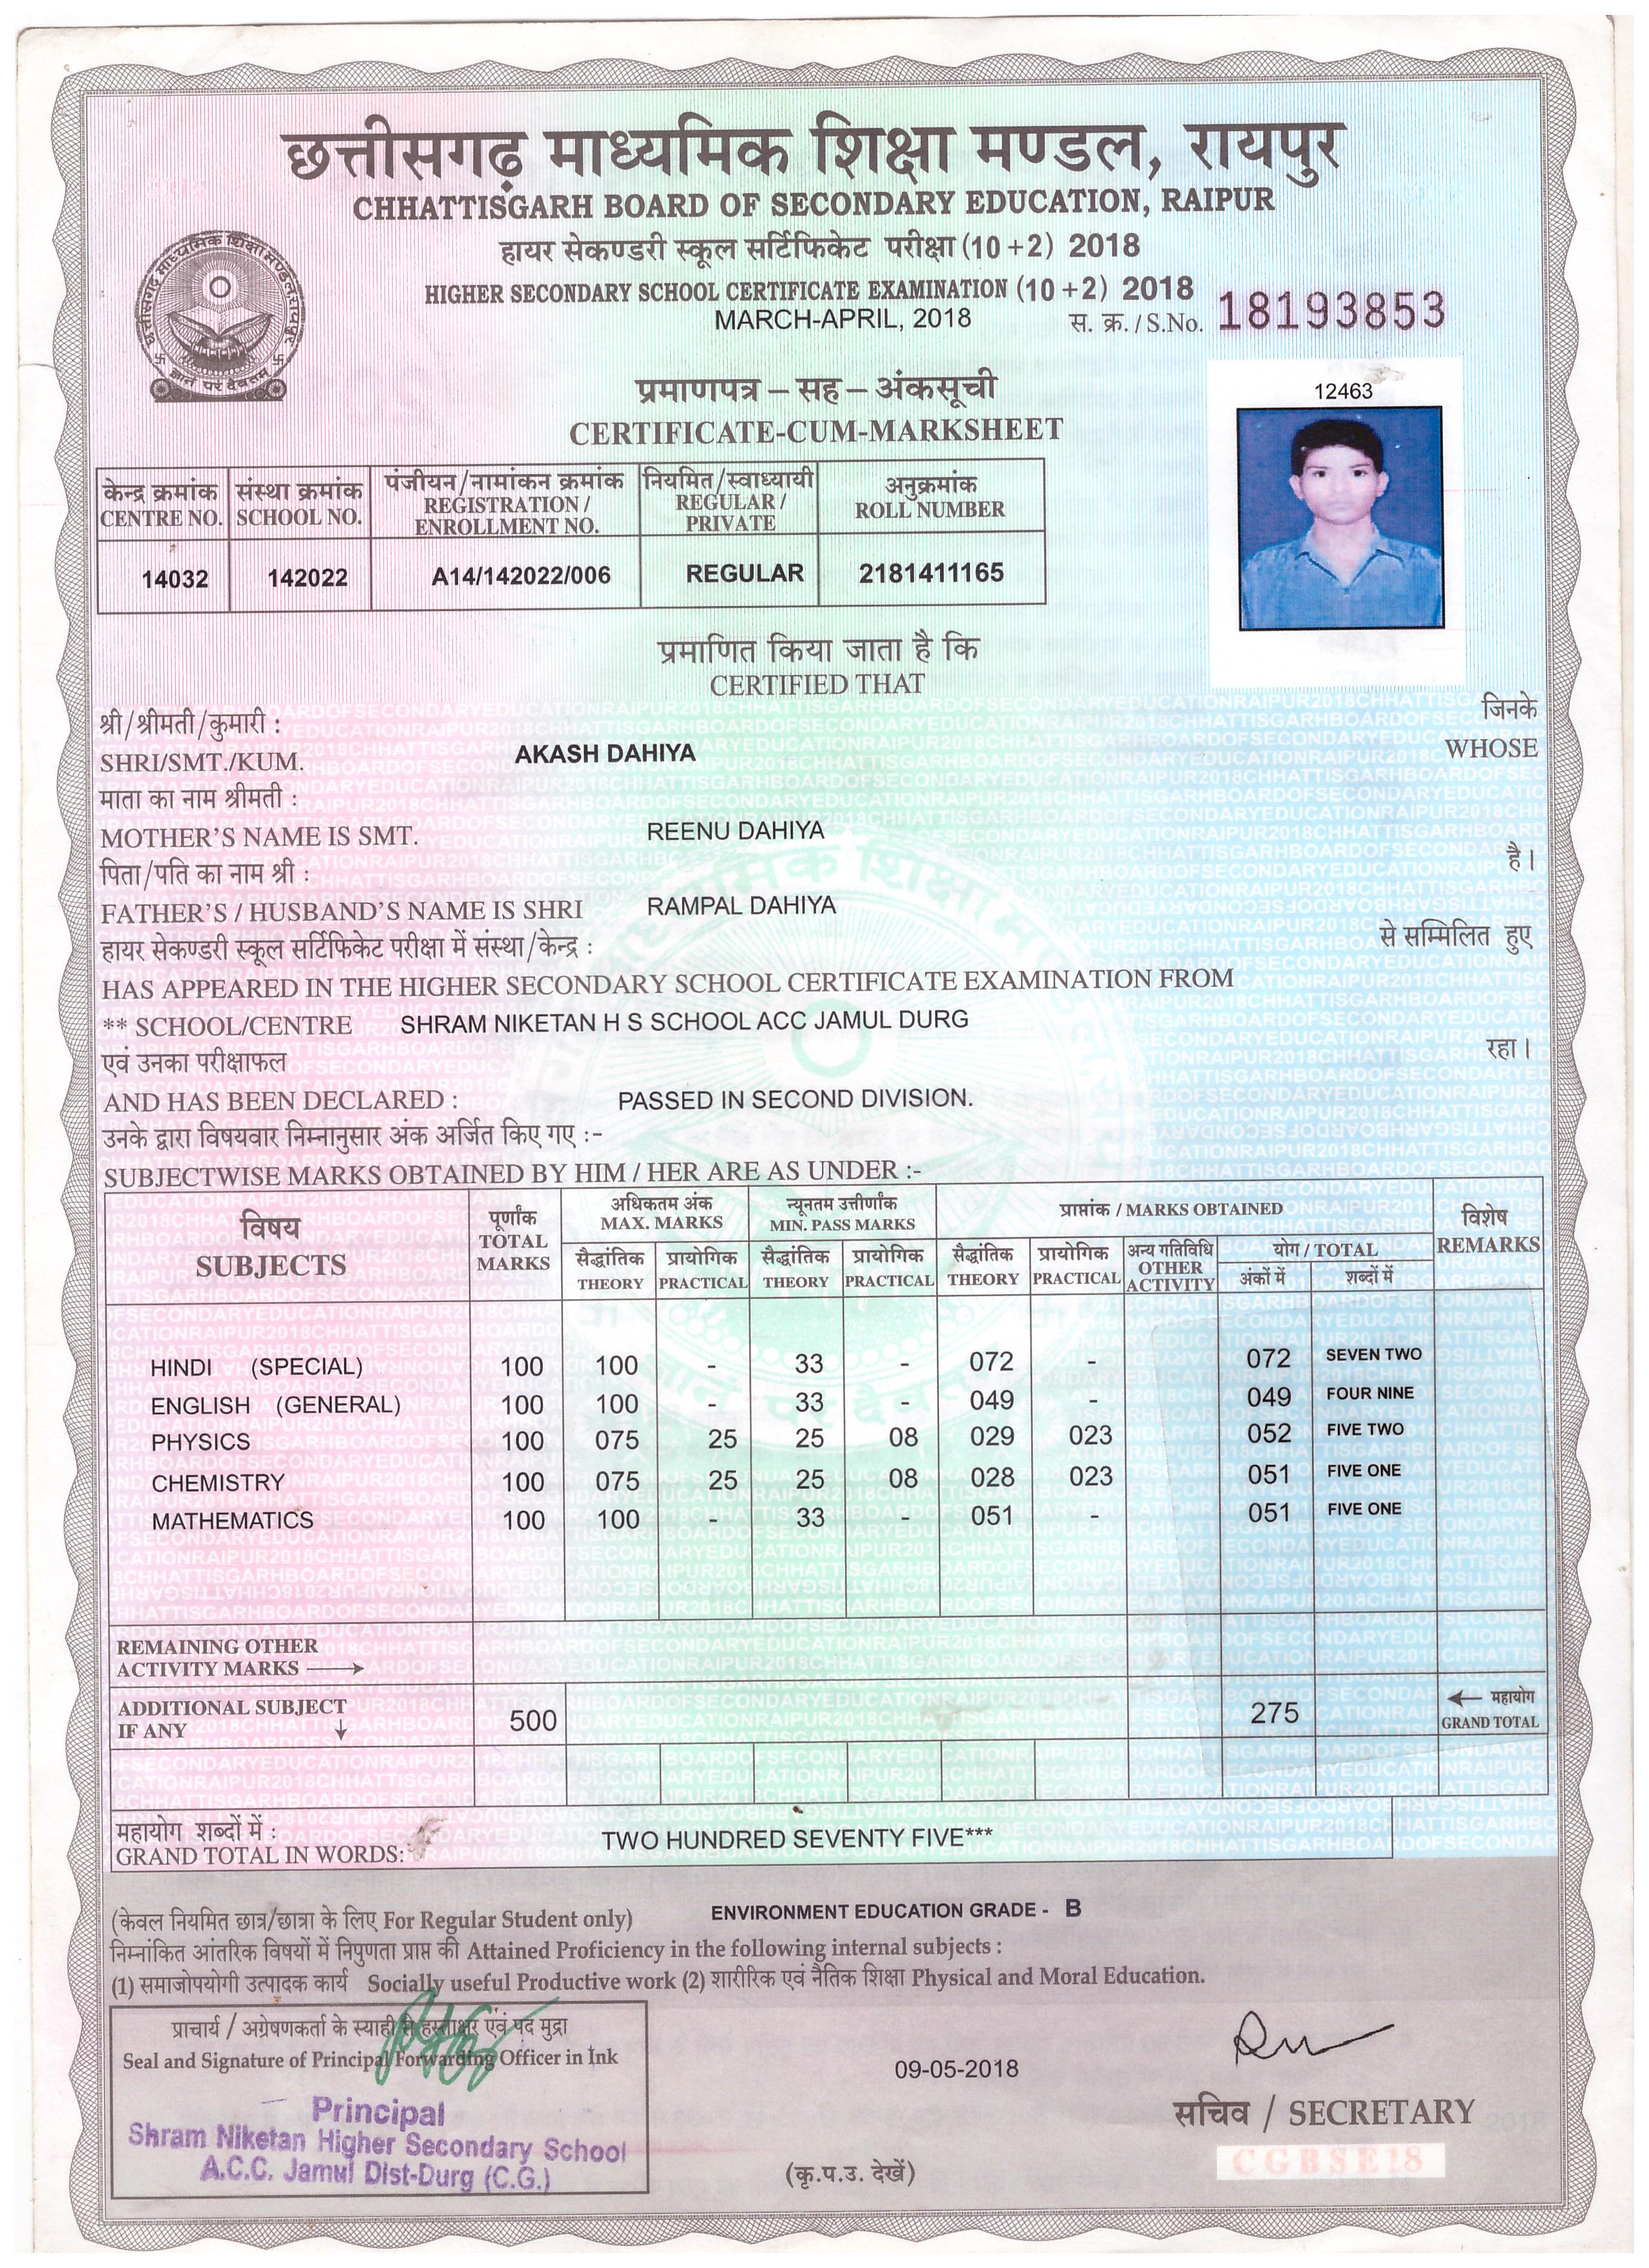 छत्तीसगढ़ माध्यमिक शिक्षा मण्डल, रायपुर
CHHATTISGARH BOARD OF SECONDARY EDUCATION, RAIPUR
हायर सेकण्डरी स्कूल सर्टिफिकेट परीक्षा (10+2) 2018
HIGHER SECONDARY SCHOOL CERTIFICATE EXAMINATION (10+2) 2018
MARCH-APRIL, 2018
स. क्र. / S.No. 18193853
प्रमाणपत्र – सह – अंकसूची
CERTIFICATE-CUM-MARKSHEET
12463
केन्द्र क्रमांक CENTRE NO. संस्था क्रमांक SCHOOL NO. पंजीयन/नामांकन क्रमांक REGISTRATION / ENROLLMENT NO. नियमित/स्वाध्यायी REGULAR / PRIVATE अनुक्रमांक ROLL NUMBER
14032 142022 A14/142022/006 REGULAR 2181411165
प्रमाणित किया जाता है कि
CERTIFIED THAT
श्री/श्रीमती/कुमारी : जिनके
SHRI/SMT./KUM. AKASH DAHIYA WHOSE
माता का नाम श्रीमती :
MOTHER'S NAME IS SMT. REENU DAHIYA
पिता/पति का नाम श्री : है।
FATHER'S / HUSBAND'S NAME IS SHRI RAMPAL DAHIYA
हायर सेकण्डरी स्कूल सर्टिफिकेट परीक्षा में संस्था/केन्द्र : से सम्मिलित हुए
HAS APPEARED IN THE HIGHER SECONDARY SCHOOL CERTIFICATE EXAMINATION FROM
** SCHOOL/CENTRE SHRAM NIKETAN H S SCHOOL ACC JAMUL DURG
एवं उनका परीक्षाफल रहा।
AND HAS BEEN DECLARED : PASSED IN SECOND DIVISION.
उनके द्वारा विषयवार निम्नानुसार अंक अर्जित किए गए :-
SUBJECTWISE MARKS OBTAINED BY HIM / HER ARE AS UNDER :-
विषय SUBJECTS पूर्णांक TOTAL MARKS अधिकतम अंक MAX. MARKS न्यूनतम उत्तीर्णांक MIN. PASS MARKS प्राप्तांक / MARKS OBTAINED विशेष REMARKS
सैद्धांतिक THEORY प्रायोगिक PRACTICAL सैद्धांतिक THEORY प्रायोगिक PRACTICAL सैद्धांतिक THEORY प्रायोगिक PRACTICAL अन्य गतिविधि OTHER ACTIVITY योग / TOTAL
अंकों में शब्दों में
HINDI (SPECIAL) 100 100 - 33 - 072 - 072 SEVEN TWO
ENGLISH (GENERAL) 100 100 - 33 - 049 - 049 FOUR NINE
PHYSICS 100 075 25 25 08 029 023 052 FIVE TWO
CHEMISTRY 100 075 25 25 08 028 023 051 FIVE ONE
MATHEMATICS 100 100 - 33 - 051 - 051 FIVE ONE
REMAINING OTHER
ACTIVITY MARKS
ADDITIONAL SUBJECT
IF ANY 500 275 महायोग GRAND TOTAL
महायोग शब्दों में :
GRAND TOTAL IN WORDS: TWO HUNDRED SEVENTY FIVE***
ENVIRONMENT EDUCATION GRADE - B
(केवल नियमित छात्र/छात्रा के लिए For Regular Student only)
निम्नांकित आंतरिक विषयों में निपुणता प्राप्त की Attained Proficiency in the following internal subjects :
(1) समाजोपयोगी उत्पादक कार्य Socially useful Productive work (2) शारीरिक एवं नैतिक शिक्षा Physical and Moral Education.
प्राचार्य / अग्रेषणकर्ता के स्याही से हस्ताक्षर एवं पद मुद्रा
Seal and Signature of Principal Forwarding Officer in Ink
Principal
Shram Niketan Higher Secondary School
A.C.C. Jamul Dist-Durg (C.G.)
09-05-2018
(कृ.प.उ. देखें)
सचिव / SECRETARY
CGBSE18